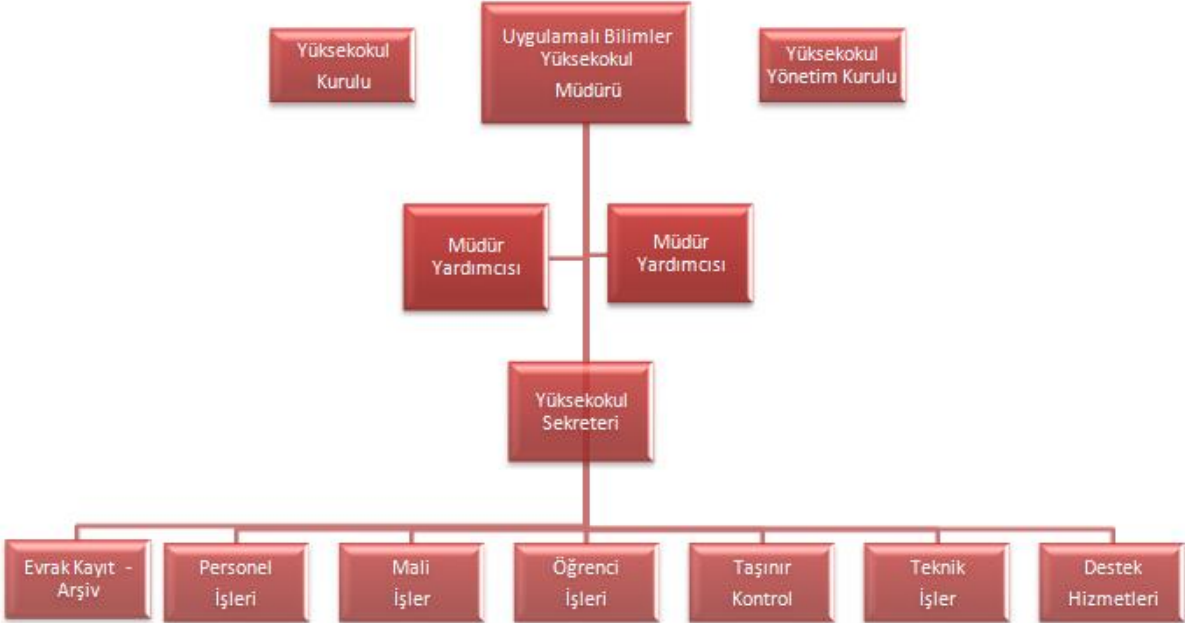 Yüksekokul
Kurulu
Uygulamalı Bilimler
Yüksekokul
Müdürü
Yüksekokul
Yönetim Kurulu
Müdür
Yardımcısı
Müdür
Yardımcısı
Yüksekokul
Sekreteri
Evrak Kayıt -
Arşiv
Personel
İşleri
Mali
İşler
Öğrenci
İşleri
Taşınır
Kontrol
Teknik
İşler
Destek
Hizmetleri